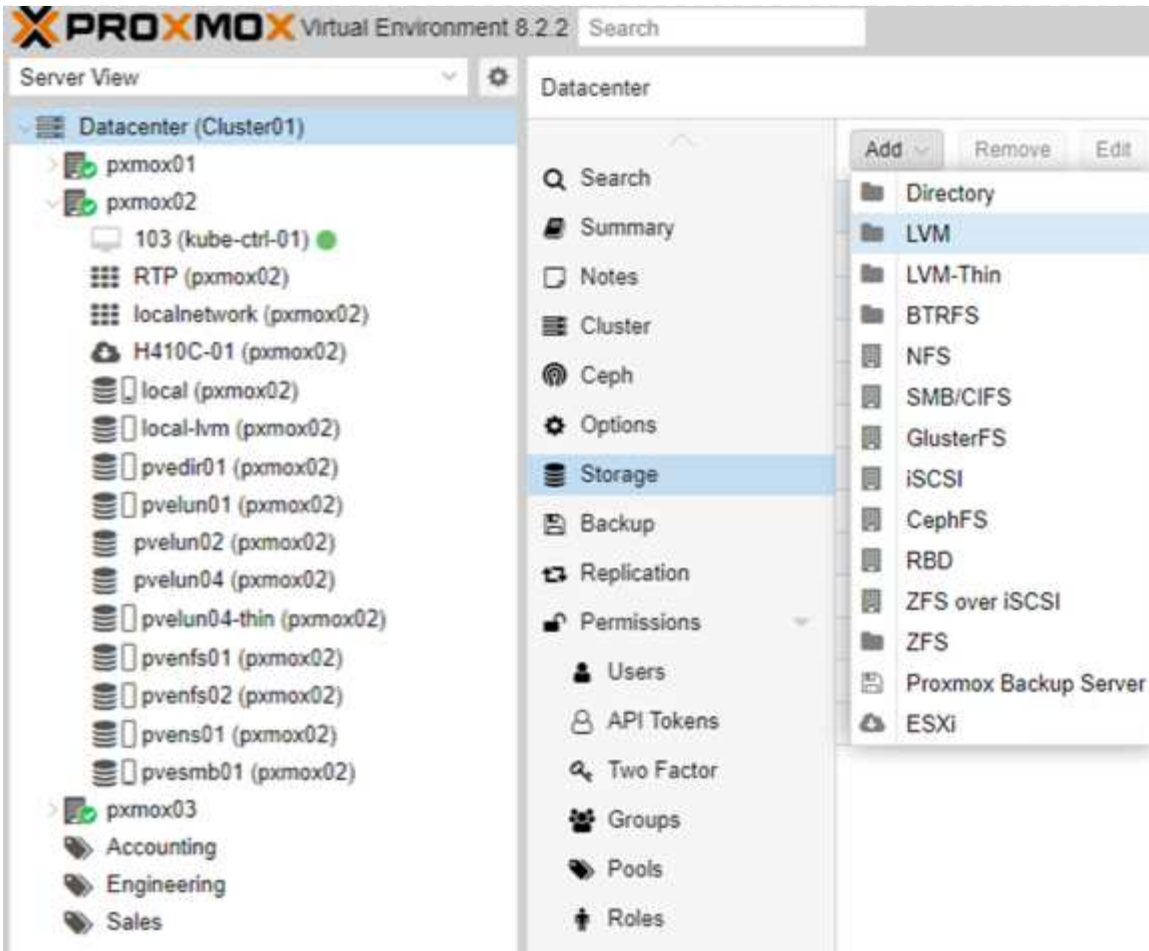 PROXMOX Virtual Environment 8.2.2 Search
Server View
Datacenter (Cluster01)
pxmox01
pxmox02
103 (kube-ctrl-01)
RTP (pxmox02)
localnetwork (pxmox02)
H410C-01 (pxmox02)
local (pxmox02)
local-lvm (pxmox02)
pvedir01 (pxmox02)
pvelun01 (pxmox02)
pvelun02 (pxmox02)
pvelun04 (pxmox02)
pvelun04-thin (pxmox02)
pvenfs01 (pxmox02)
pvenfs02 (pxmox02)
pvens01 (pxmox02)
pvesmb01 (pxmox02)
pxmox03
Accounting
Engineering
Sales
Datacenter
Search
Summary
Notes
Cluster
Ceph
Options
Storage
Backup
Replication
Permissions
Users
API Tokens
Two Factor
Groups
Pools
Roles
Add Remove Edit
Directory
LVM
LVM-Thin
BTRFS
NFS
SMB/CIFS
GlusterFS
iSCSI
CephFS
RBD
ZFS over iSCSI
ZFS
Proxmox Backup Server
ESXi